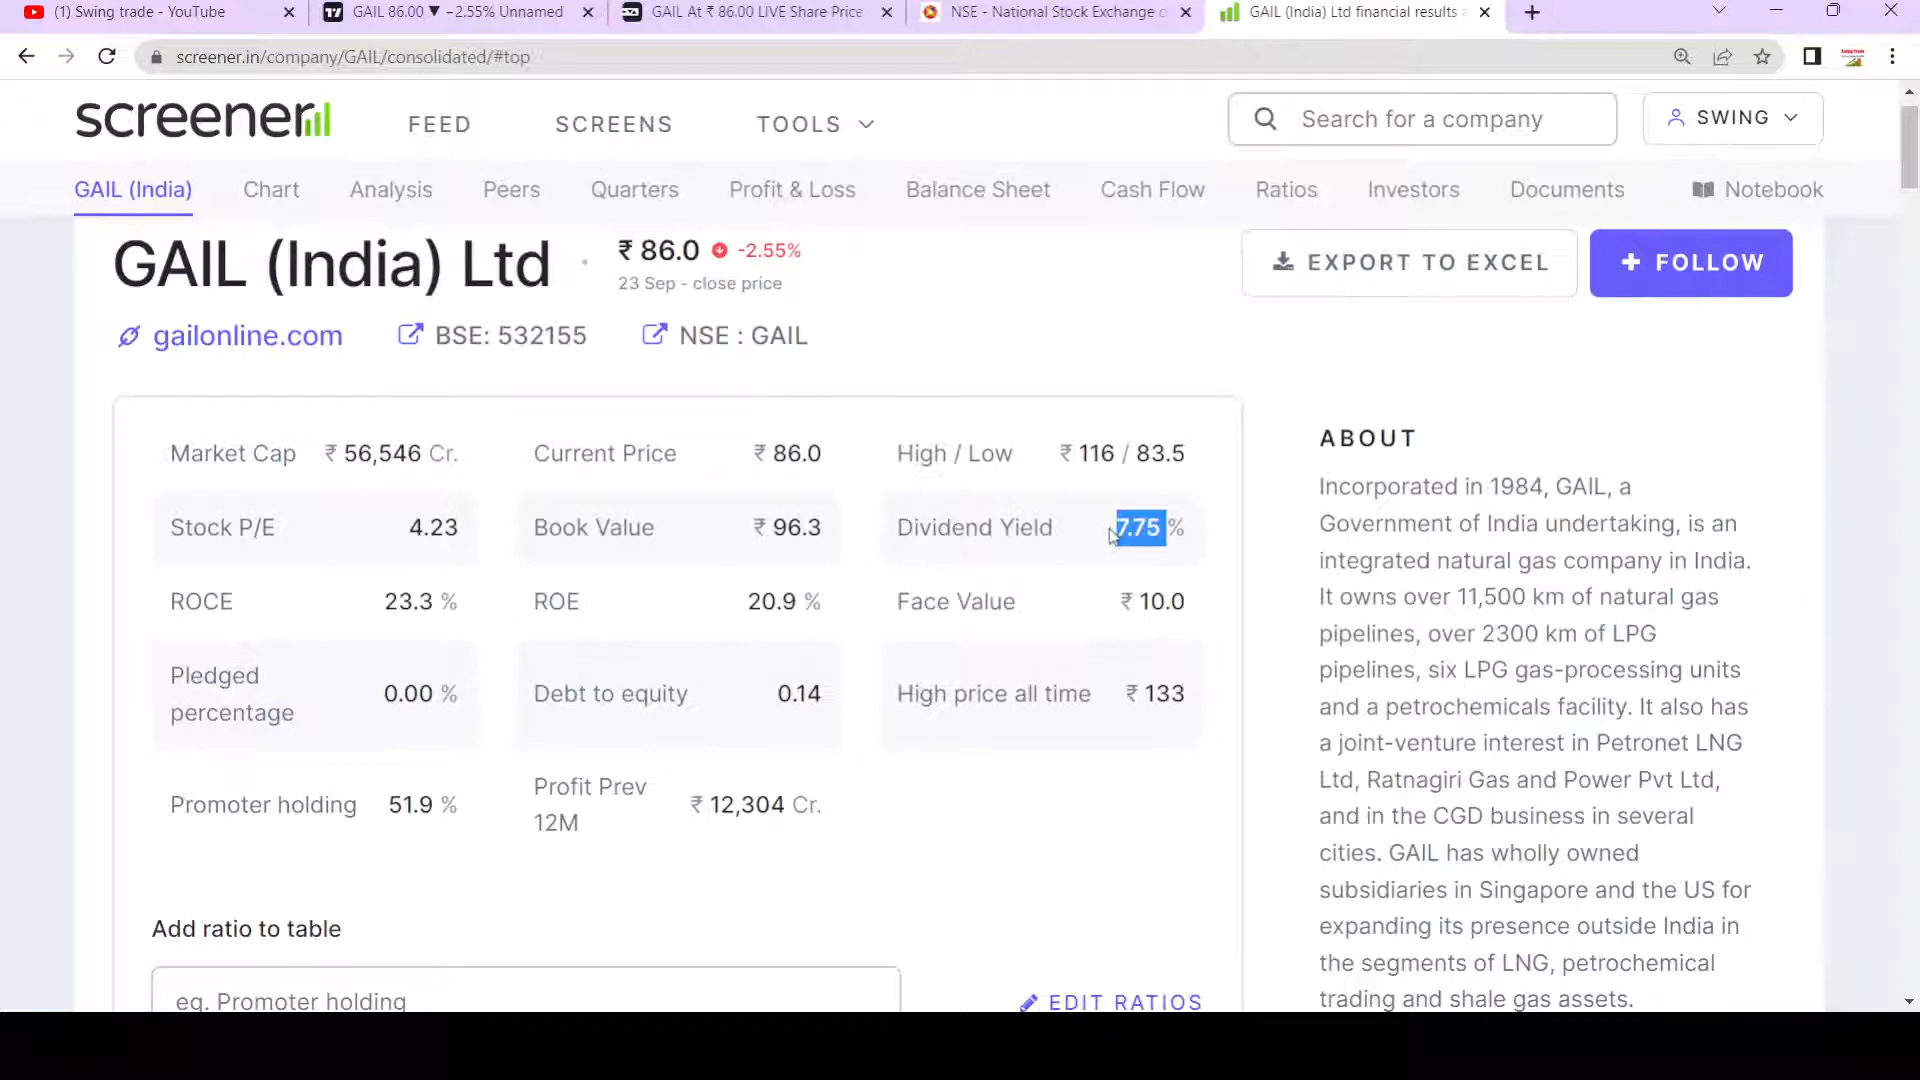 (1) Swing trade - YouTube
GAIL 86.00 ▼ −2.55% Unnamed
GAIL At ₹ 86.00 LIVE Share Price
NSE - National Stock Exchange o
GAIL (India) Ltd financial results a
screener.in/company/GAIL/consolidated/#top
screener
FEED SCREENS TOOLS
Search for a company
SWING
GAIL (India) Chart Analysis Peers Quarters Profit & Loss Balance Sheet Cash Flow Ratios Investors Documents Notebook
GAIL (India) Ltd
₹ 86.0 -2.55%
23 Sep - close price
EXPORT TO EXCEL
+ FOLLOW
gailonline.com BSE: 532155 NSE : GAIL
Market Cap ₹ 56,546 Cr.
Current Price ₹ 86.0
High / Low ₹ 116 / 83.5
Stock P/E 4.23
Book Value ₹ 96.3
Dividend Yield 7.75 %
ROCE 23.3 %
ROE 20.9 %
Face Value ₹ 10.0
Pledged
percentage 0.00 %
Debt to equity 0.14
High price all time ₹ 133
Promoter holding 51.9 %
Profit Prev
12M ₹ 12,304 Cr.
Add ratio to table
eg. Promoter holding
EDIT RATIOS
ABOUT
Incorporated in 1984, GAIL, a
Government of India undertaking, is an
integrated natural gas company in India.
It owns over 11,500 km of natural gas
pipelines, over 2300 km of LPG
pipelines, six LPG gas-processing units
and a petrochemicals facility. It also has
a joint-venture interest in Petronet LNG
Ltd, Ratnagiri Gas and Power Pvt Ltd,
and in the CGD business in several
cities. GAIL has wholly owned
subsidiaries in Singapore and the US for
expanding its presence outside India in
the segments of LNG, petrochemical
trading and shale gas assets.